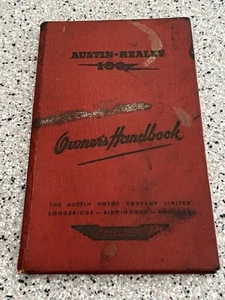 AUSTIN-HEALEY
100
Owner's Handbook
THE AUSTIN MOTOR COMPANY LIMITED
LONGBRIDGE - BIRMINGHAM - ENGLAND